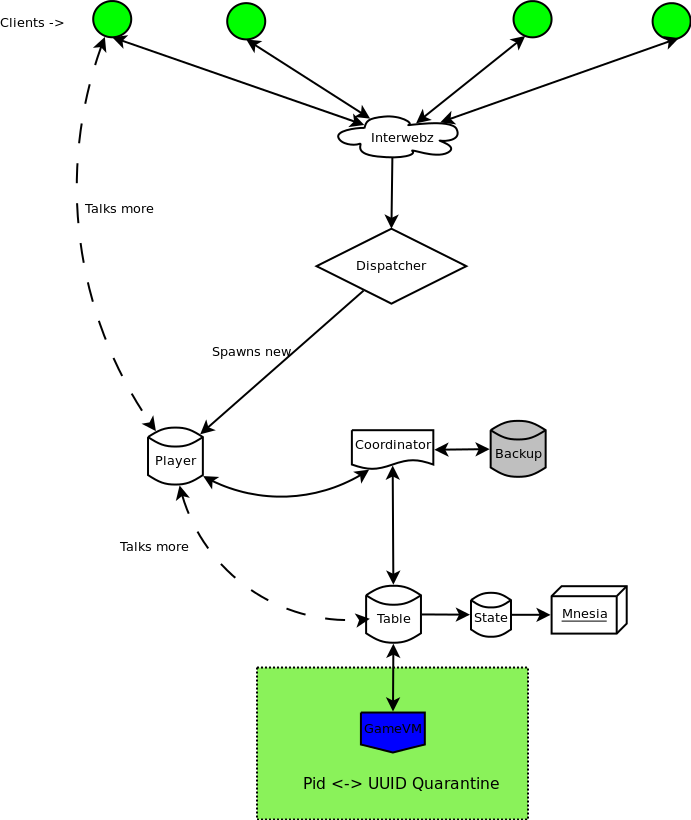 Clients ->
Interwebz
Talks more
Dispatcher
Spawns new
Coordinator
Backup
Player
Talks more
Table
State
Mnesia
GameVM
Pid <-> UUID Quarantine